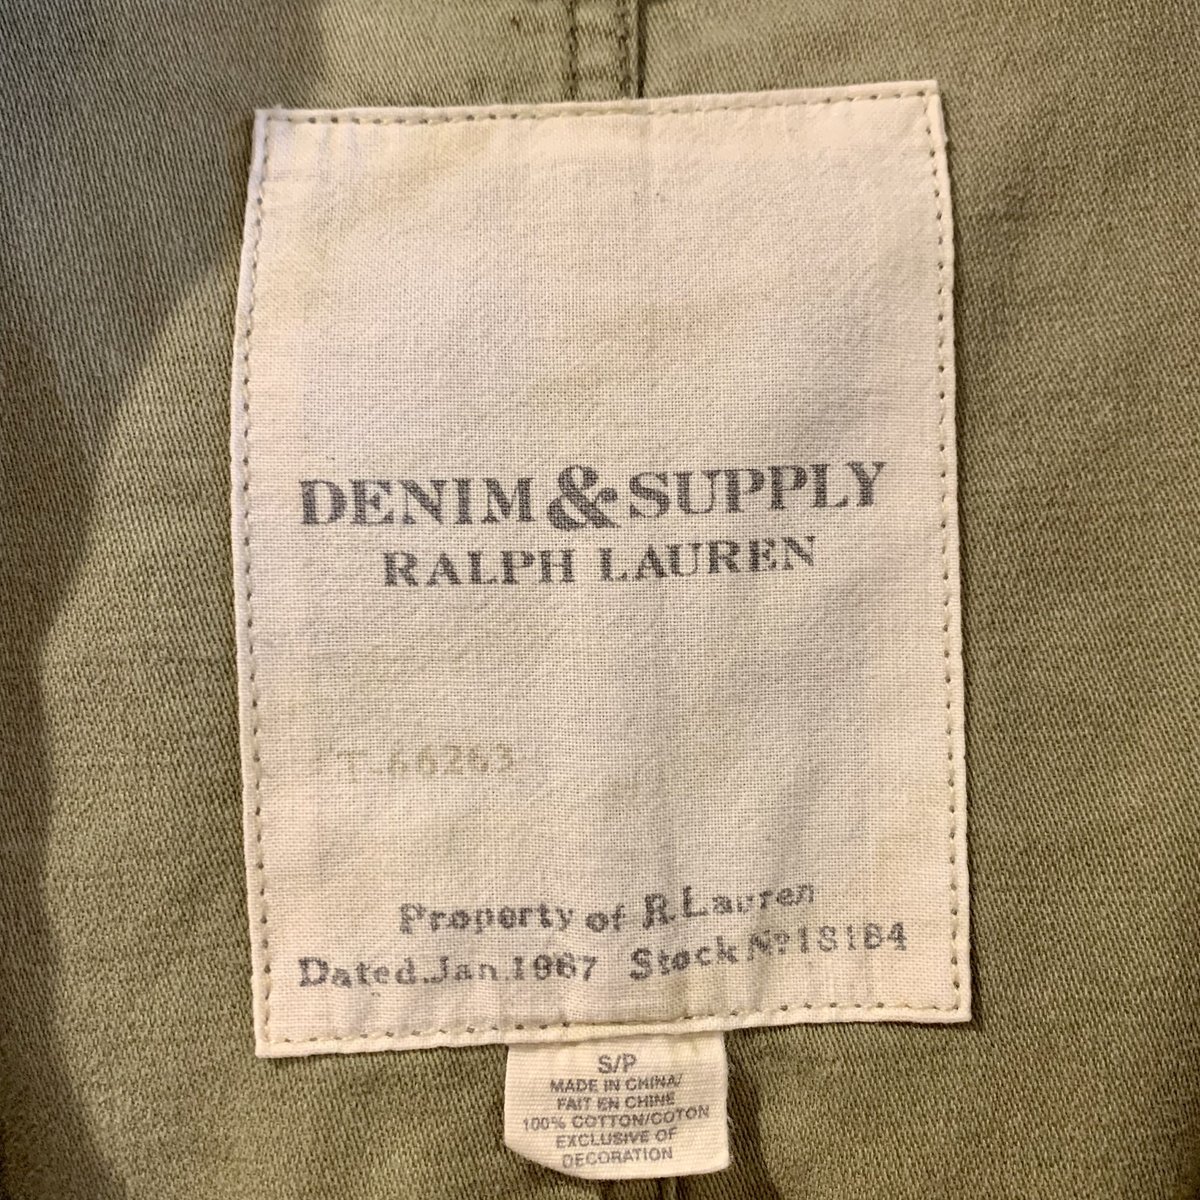 DENIM & SUPPLY
RALPH LAUREN
T-66263
Property of R.Lauren
Dated.Jan.1967 Stock Nº18184
S/P
MADE IN CHINA/
FAIT EN CHINE
100% COTTON/COTON
EXCLUSIVE OF
DECORATION